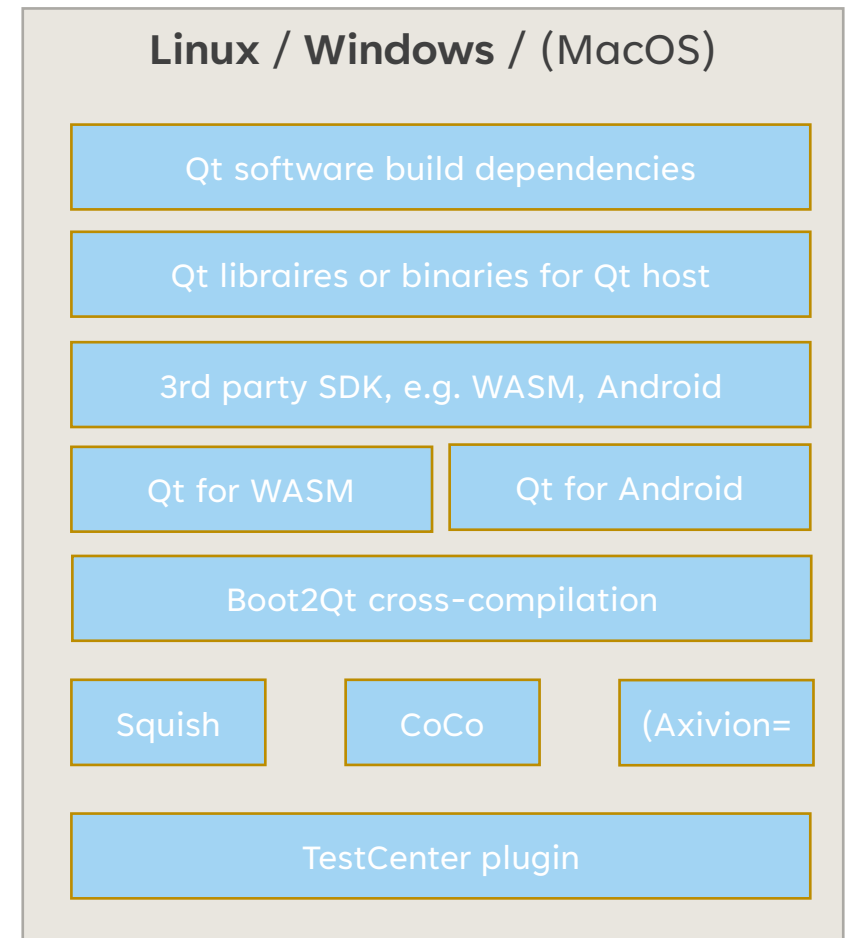 Linux / Windows / (MacOS)
Qt software build dependencies
Qt libraires or binaries for Qt host
3rd party SDK, e.g. WASM, Android
Qt for WASM
Qt for Android
Boot2Qt cross-compilation
Squish
CoCo
(Axivion=
TestCenter plugin